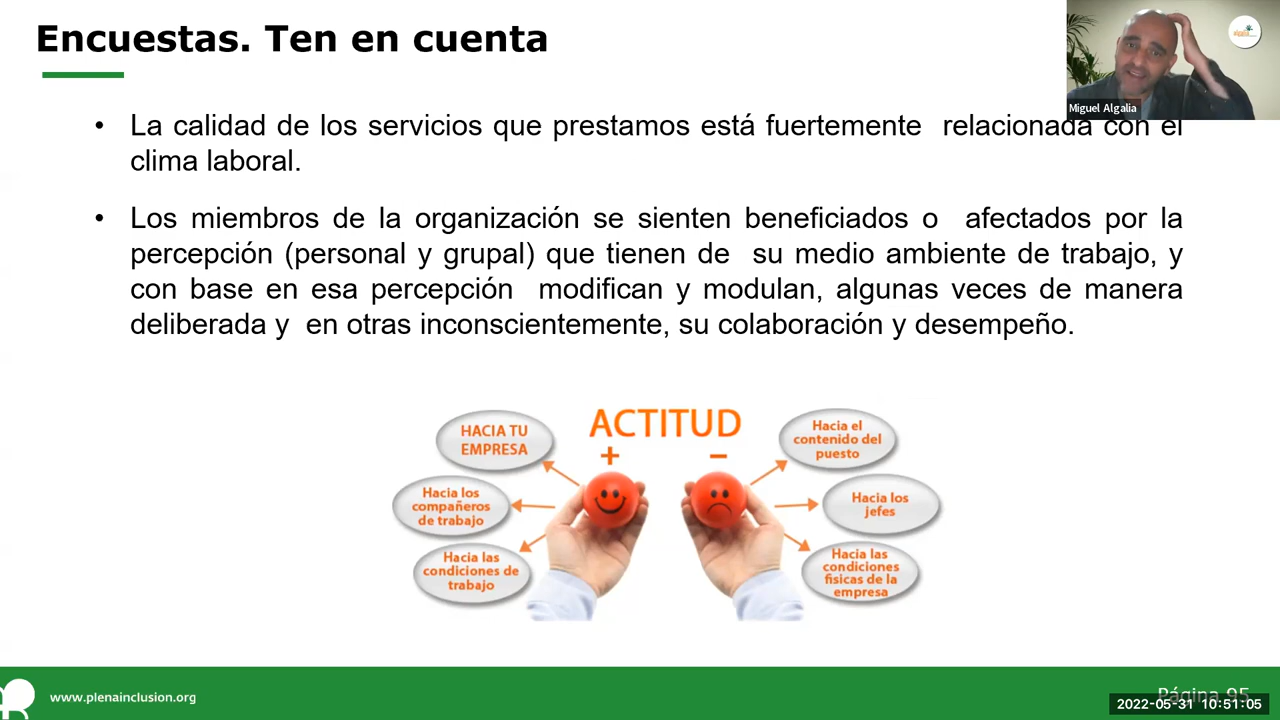 Encuestas. Ten en cuenta
Miguel Algalia
• La calidad de los servicios que prestamos está fuertemente relacionada con el
clima laboral.
• Los miembros de la organización se sienten beneficiados o afectados por la
percepción (personal y grupal) que tienen de su medio ambiente de trabajo, y
con base en esa percepción modifican y modulan, algunas veces de manera
deliberada y en otras inconscientemente, su colaboración y desempeño.
ACTITUD
+
−
HACIA TU
EMPRESA
Hacia los
compañeros
de trabajo
Hacia las
condiciones de
trabajo
Hacia el
contenido del
puesto
Hacia los
jefes
Hacia las
condiciones
fisicas de la
empresa
www.plenainclusion.org
Página 95
2022-05-31 10:51:05